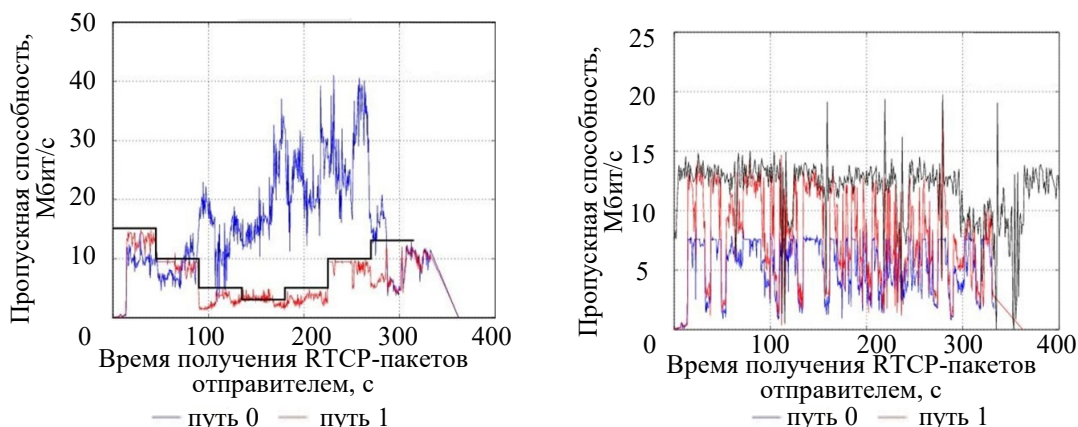 Пропускная способность,
Мбит/с
50
40
30
20
10
0
100
200
300
400
Время получения RTCP-пакетов
отправителем, с
путь 0 путь 1
Пропускная способность,
Мбит/с
25
20
15
10
5
0
100
200
300
400
Время получения RTCP-пакетов
отправителем, с
путь 0 путь 1